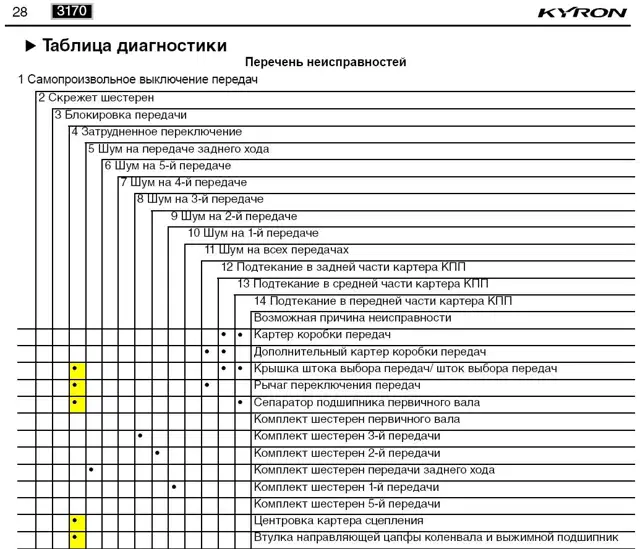 28 3170 KYRON
Таблица диагностики
Перечень неисправностей
1 Самопроизвольное выключение передач
2 Скрежет шестерен
3 Блокировка передачи
4 Затрудненное переключение
5 Шум на передаче заднего хода
6 Шум на 5-й передаче
7 Шум на 4-й передаче
8 Шум на 3-й передаче
9 Шум на 2-й передаче
10 Шум на 1-й передаче
11 Шум на всех передачах
12 Подтекание в задней части картера КПП
13 Подтекание в средней части картера КПП
14 Подтекание в передней части картера КПП
Возможная причина неисправности
Картер коробки передач
Дополнительный картер коробки передач
Крышка штока выбора передач/ шток выбора передач
Рычаг переключения передач
Сепаратор подшипника первичного вала
Комплект шестерен первичного вала
Комплект шестерен 3-й передачи
Комплект шестерен 2-й передачи
Комплект шестерен передачи заднего хода
Комплект шестерен 1-й передачи
Комплект шестерен 5-й передачи
Центровка картера сцепления
Втулка направляющей цапфы коленвала и выжимной подшипник